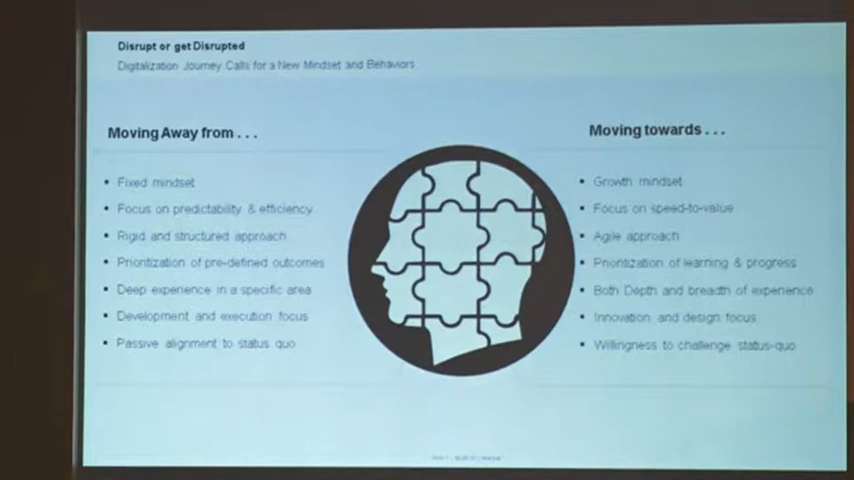 Disrupt or get Disrupted
Digitalization Journey Calls for a New Mindset and Behaviors
Moving Away from . . .
• Fixed mindset
• Focus on predictability & efficiency
• Rigid and structured approach
• Prioritization of pre-defined outcomes
• Deep experience in a specific area
• Development and execution focus
• Passive alignment to status quo
Moving towards . . .
• Growth mindset
• Focus on speed-to-value
• Agile approach
• Prioritization of learning & progress
• Both Depth and breadth of experience
• Innovation and design focus
• Willingness to challenge status-quo